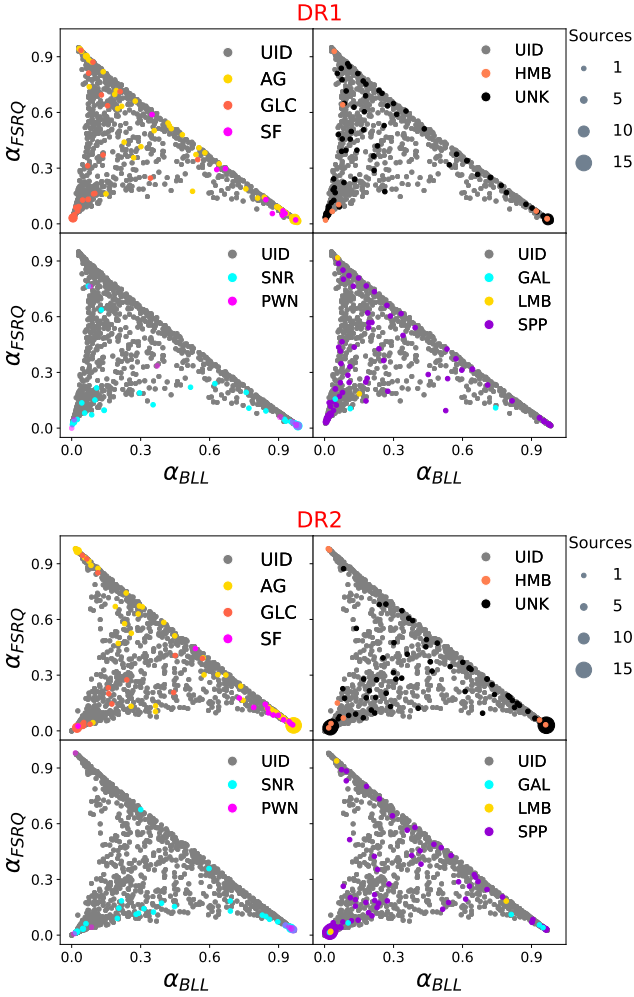 DR1
0.9
0.6
0.3
0.0
α_FSRQ
UID
AG
GLC
SF
UID
HMB
UNK
Sources
1
5
10
15
0.9
0.6
0.3
0.0
α_FSRQ
UID
SNR
PWN
UID
GAL
LMB
SPP
0.0 0.3 0.6 0.9 0.0 0.3 0.6 0.9
α_BLL α_BLL
DR2
0.9
0.6
0.3
0.0
α_FSRQ
UID
AG
GLC
SF
UID
HMB
UNK
Sources
1
5
10
15
0.9
0.6
0.3
0.0
α_FSRQ
UID
SNR
PWN
UID
GAL
LMB
SPP
0.0 0.3 0.6 0.9 0.0 0.3 0.6 0.9
α_BLL α_BLL